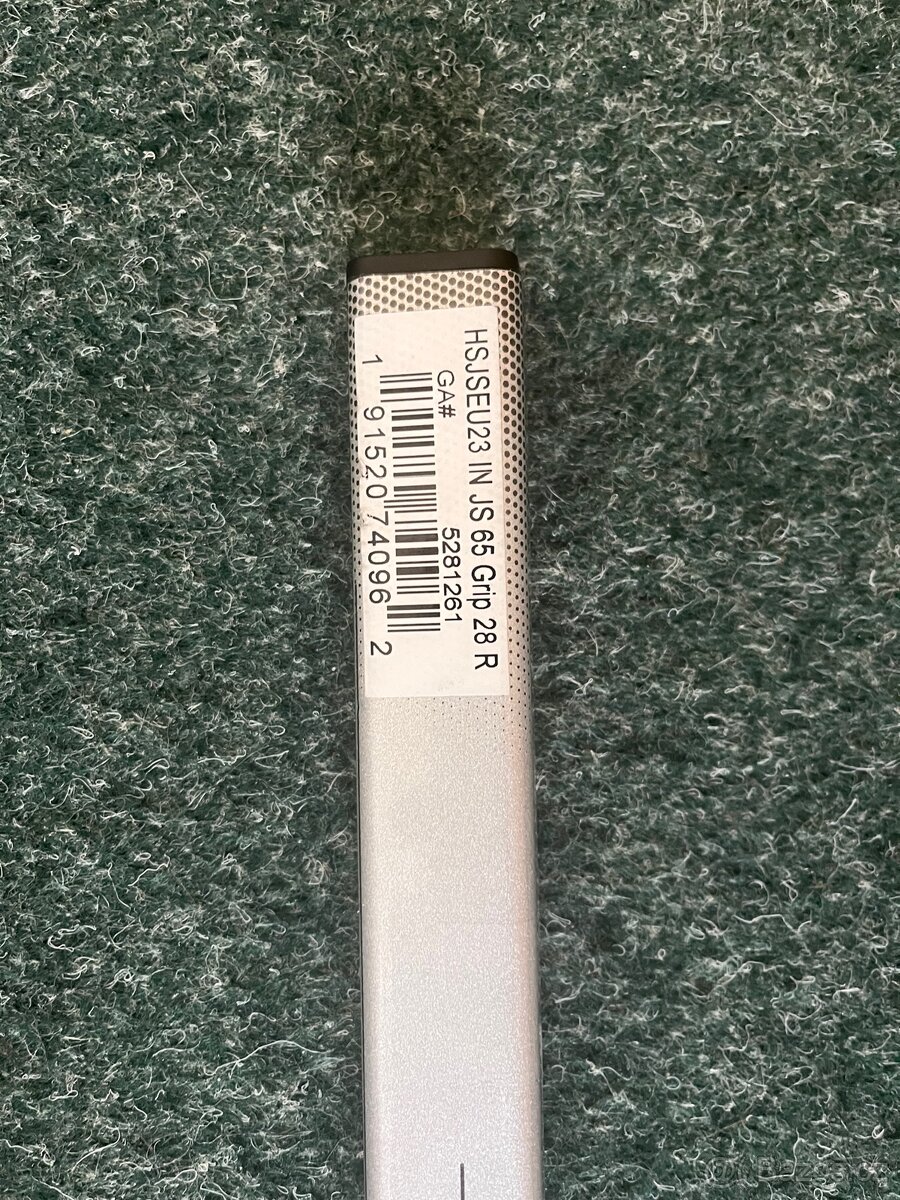 HSJSEU23 IN JS 65 Grip 28 R
GA# 5281261
1 91520 74096 2